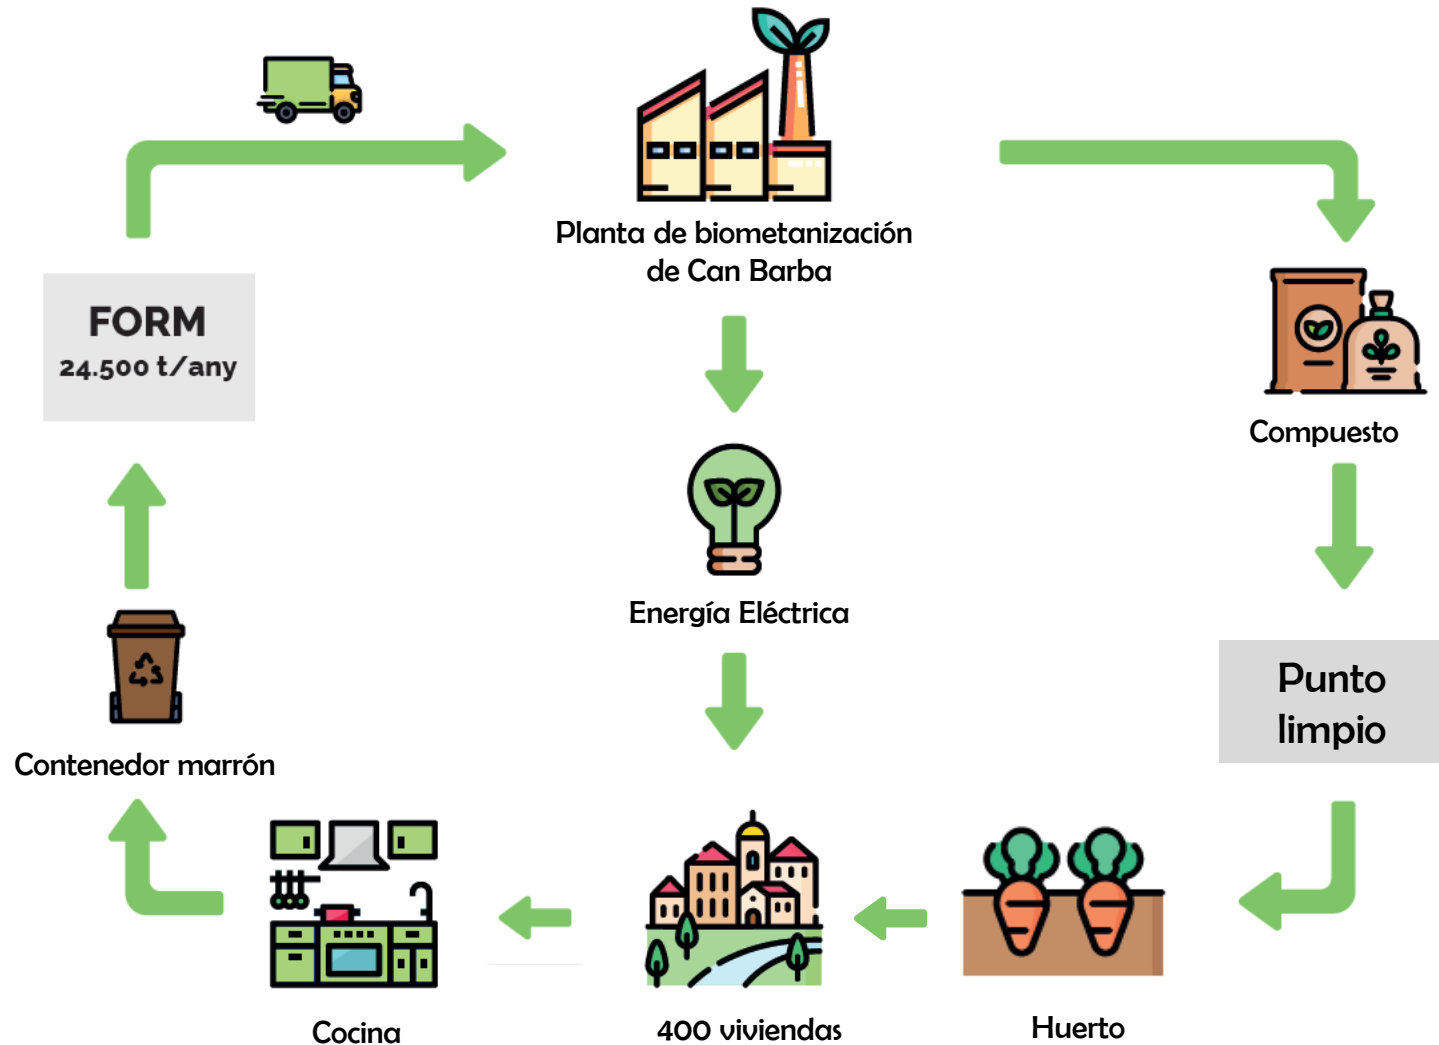 Planta de biometanización
de Can Barba
FORM
24.500 t/any
Compuesto
Energía Eléctrica
Punto
limpio
Contenedor marrón
Cocina
400 viviendas
Huerto